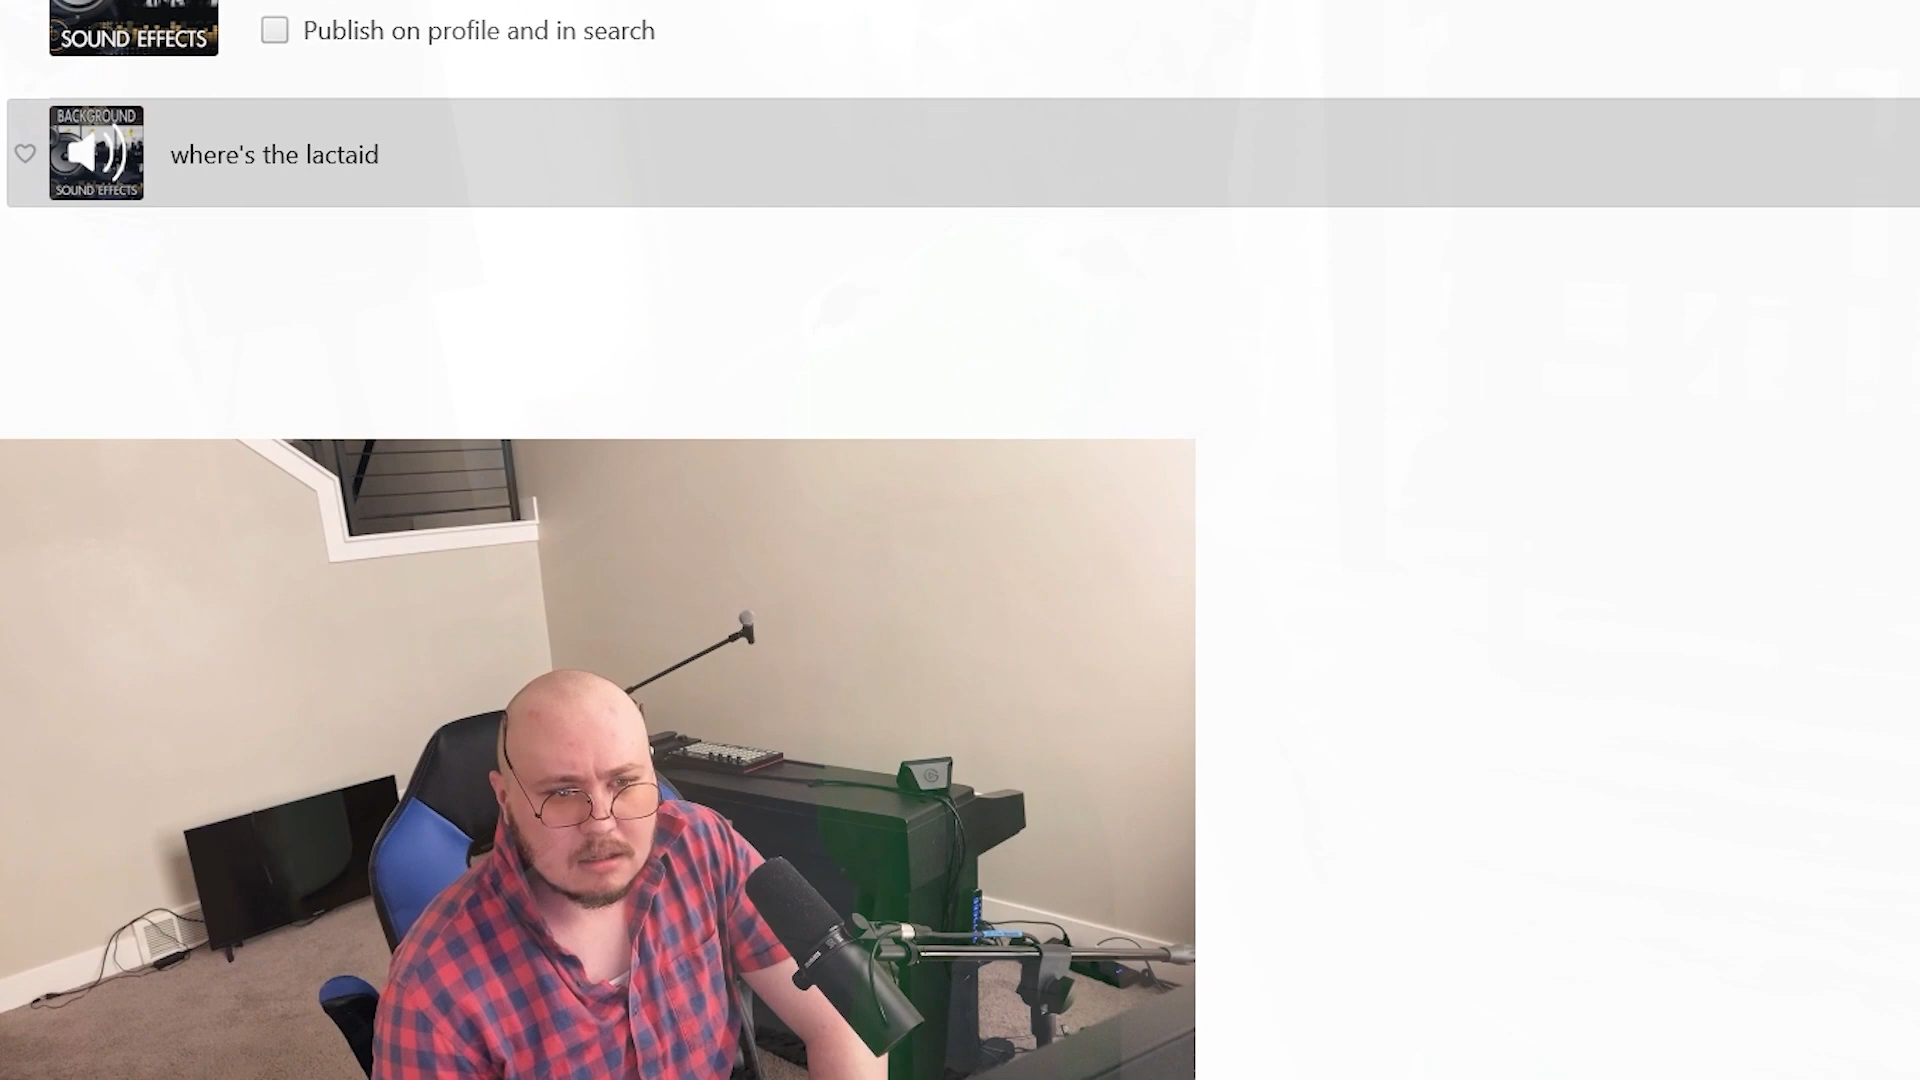 SOUND EFFECTS
Publish on profile and in search
BACKGROUND
SOUND EFFECTS
where's the lactaid